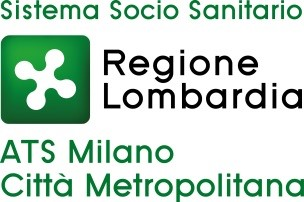 Sistema Socio Sanitario
Regione
Lombardia
ATS Milano
Città Metropolitana